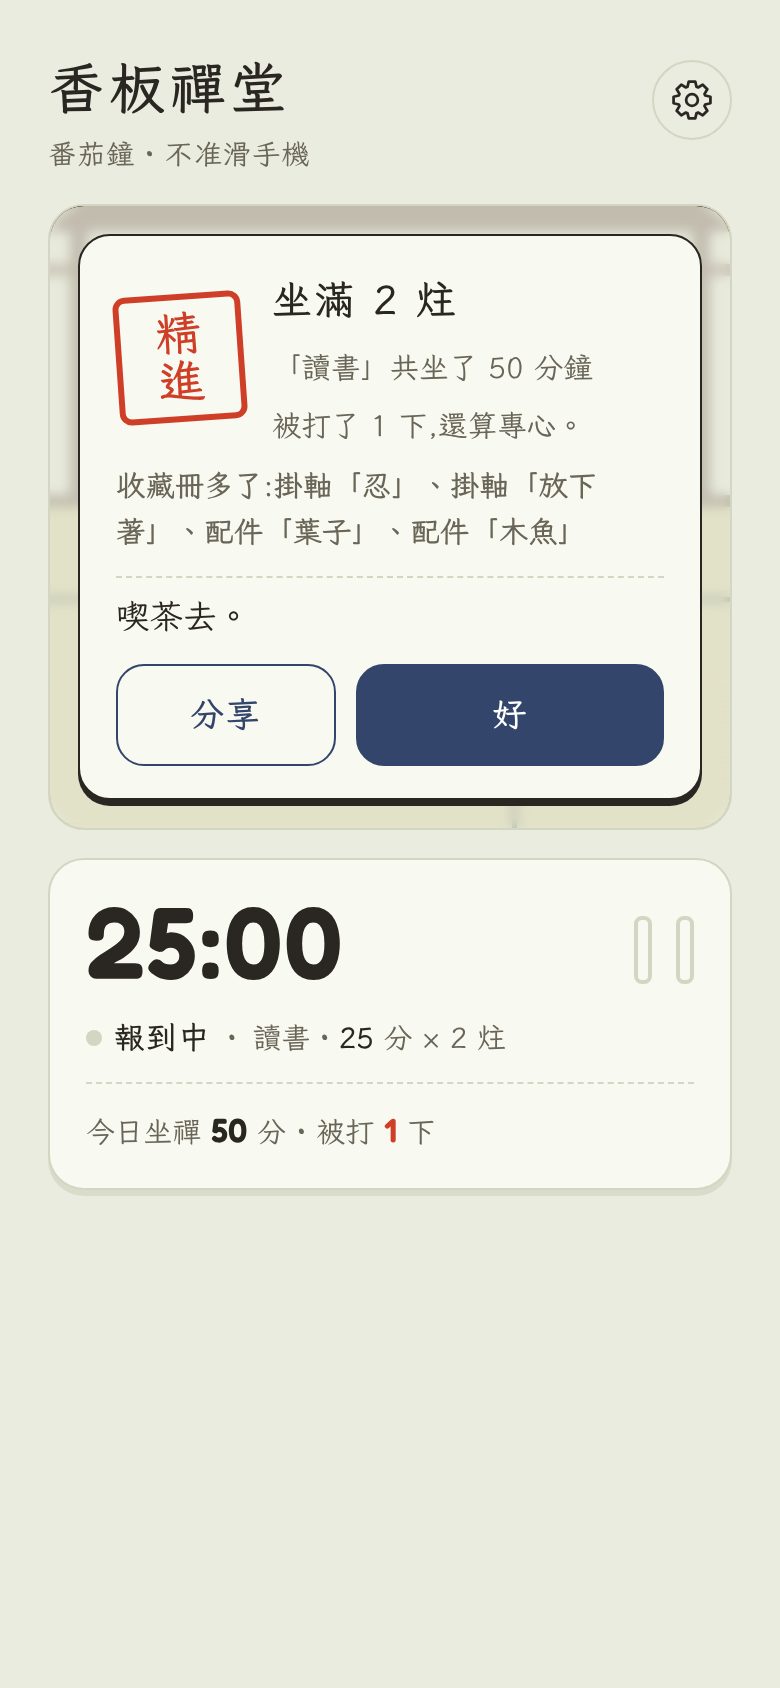 香板禪堂
番茄鐘・不准滑手機
精
進
坐滿 2 炷
「讀書」共坐了 50 分鐘
被打了 1 下,還算專心。
收藏冊多了:掛軸「忍」、掛軸「放下
著」、配件「葉子」、配件「木魚」
喫茶去。
分享
好
25:00
報到中・讀書・25 分 × 2 炷
今日坐禪 50 分・被打 1 下